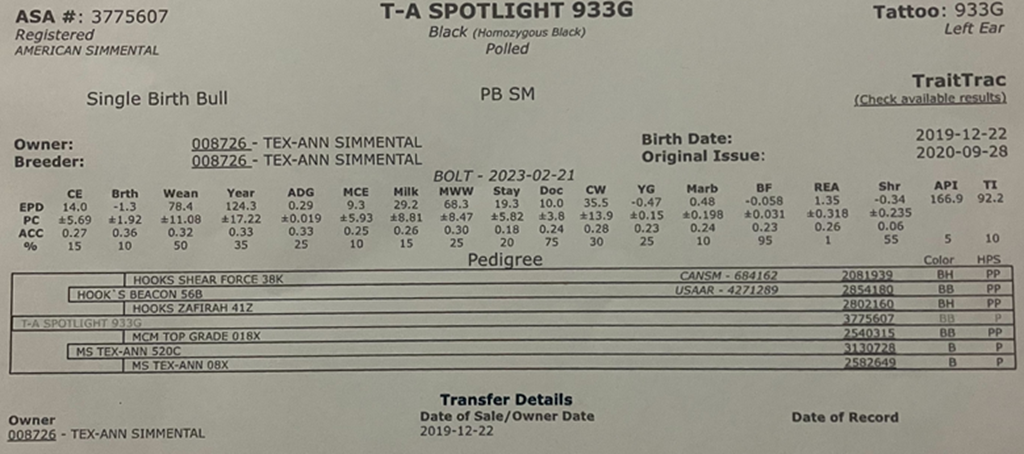 ASA #: 3775607
Registered
AMERICAN SIMMENTAL
T-A SPOTLIGHT 933G
Black (Homozygous Black)
Polled
Tattoo: 933G
Left Ear
Single Birth Bull
PB SM
TraitTrac
(Check available results)
Owner: 008726 - TEX-ANN SIMMENTAL
Breeder: 008726 - TEX-ANN SIMMENTAL
Birth Date: 2019-12-22
Original Issue: 2020-09-28
BOLT - 2023-02-21
CE Brth Wean Year ADG MCE Milk MWW Stay Doc CW YG Marb BF REA Shr API TI
EPD 14.0 -1.3 78.4 124.3 0.29 9.3 29.2 68.3 19.3 10.0 35.5 -0.47 0.48 -0.058 1.35 -0.34 166.9 92.2
PC ±5.69 ±1.92 ±11.08 ±17.22 ±0.019 ±5.93 ±8.81 ±8.47 ±5.82 ±3.8 ±13.9 ±0.15 ±0.198 ±0.031 ±0.318 ±0.235
ACC 0.27 0.36 0.32 0.33 0.33 0.25 0.26 0.30 0.18 0.24 0.28 0.23 0.24 0.23 0.26 0.06
% 15 10 50 35 25 10 15 25 20 75 30 25 10 95 1 55 5 10
Pedigree
Color HPS
HOOKS SHEAR FORCE 38K CANSM - 684162 2081939 BH PP
HOOK`S BEACON 56B USAAR - 4271289 2854180 BB PP
HOOKS ZAFIRAH 41Z 2802160 BH PP
T-A SPOTLIGHT 933G 3775607 BB P
MCM TOP GRADE 018X 2540315 BB PP
MS TEX-ANN 520C 3130728 B P
MS TEX-ANN 08X 2582649 B P
Transfer Details
Owner Date of Sale/Owner Date Date of Record
008726 - TEX-ANN SIMMENTAL 2019-12-22